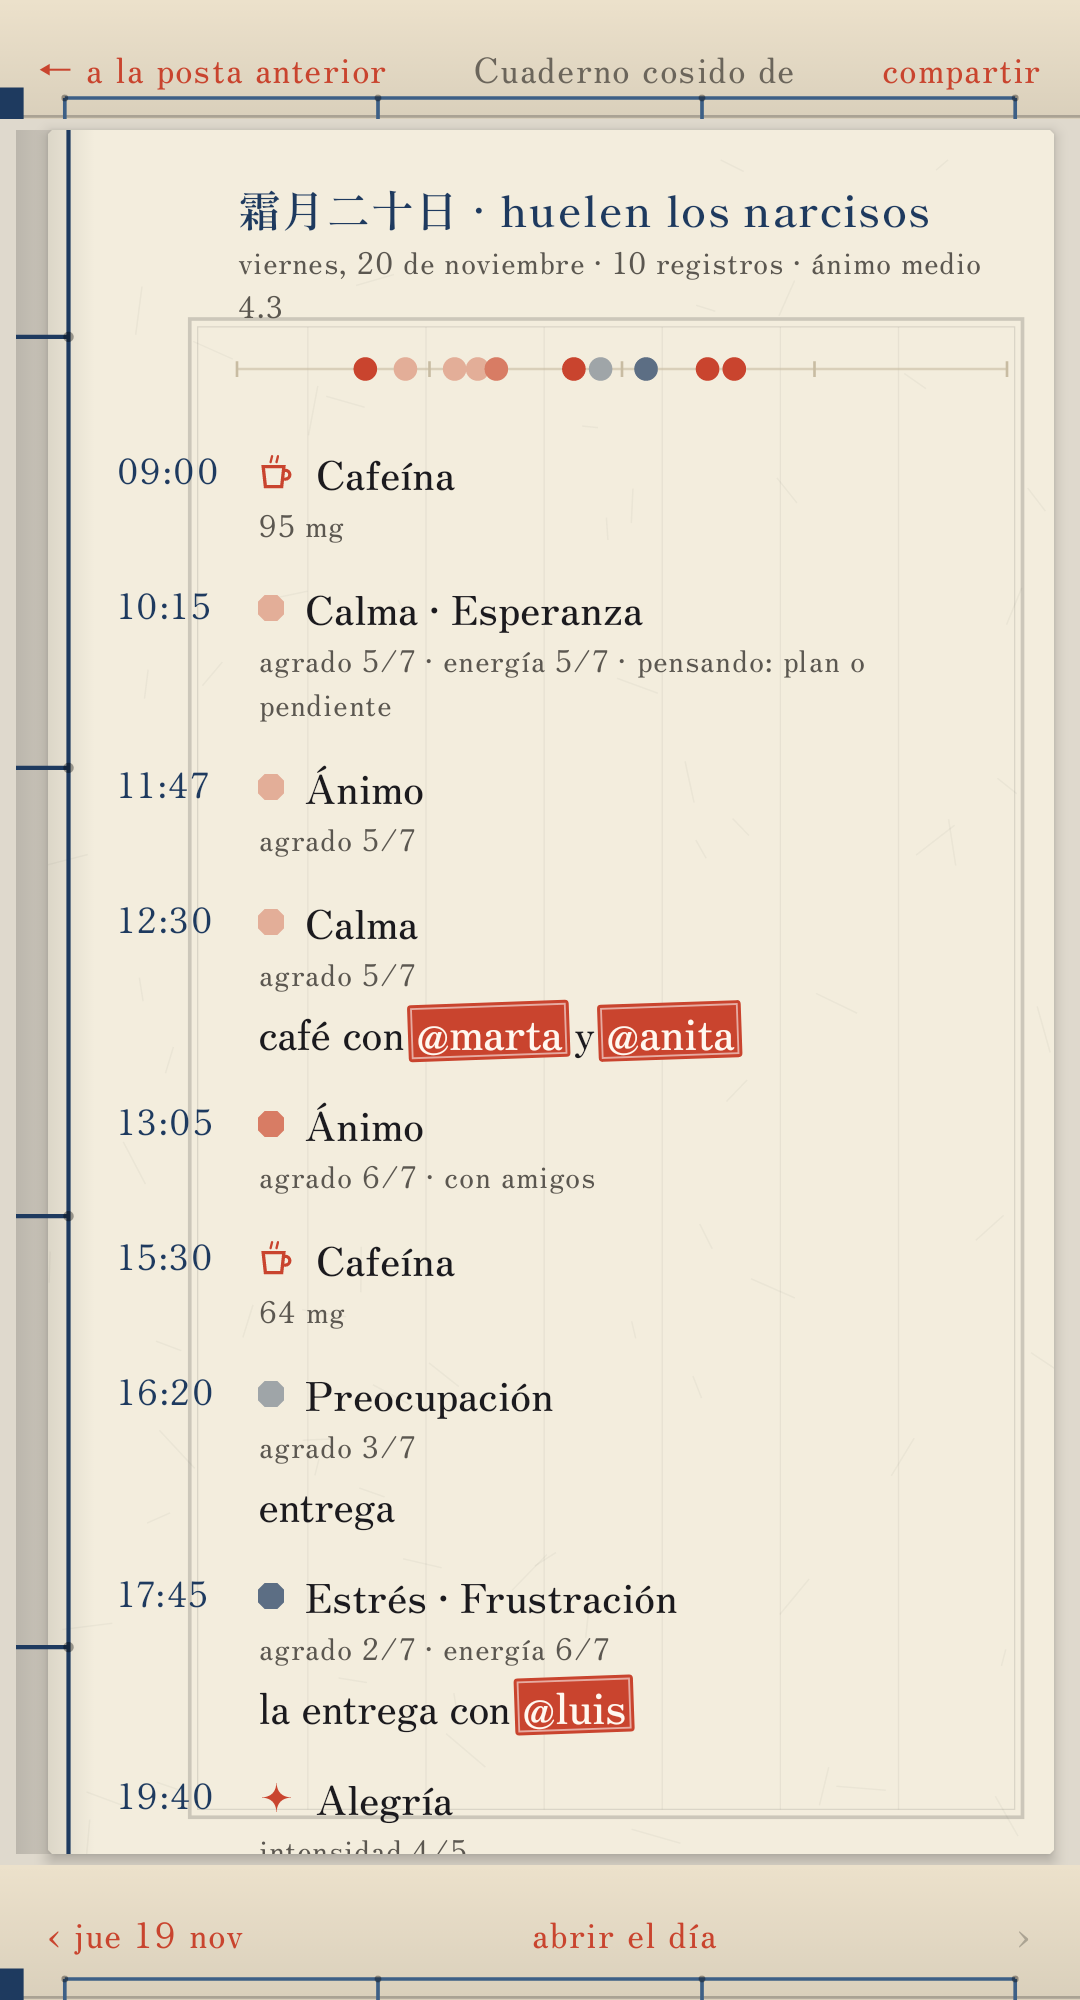 ← a la posta anterior
Cuaderno cosido de
compartir
霜月二十日 · huelen los narcisos
viernes, 20 de noviembre · 10 registros · ánimo medio
4.3
09:00 Cafeína
95 mg
10:15 Calma · Esperanza
agrado 5/7 · energía 5/7 · pensando: plan o
pendiente
11:47 Ánimo
agrado 5/7
12:30 Calma
agrado 5/7
café con @marta y @anita
13:05 Ánimo
agrado 6/7 · con amigos
15:30 Cafeína
64 mg
16:20 Preocupación
agrado 3/7
entrega
17:45 Estrés · Frustración
agrado 2/7 · energía 6/7
la entrega con @luis
19:40 Alegría
intensidad 4/5
‹ jue 19 nov
abrir el día
›